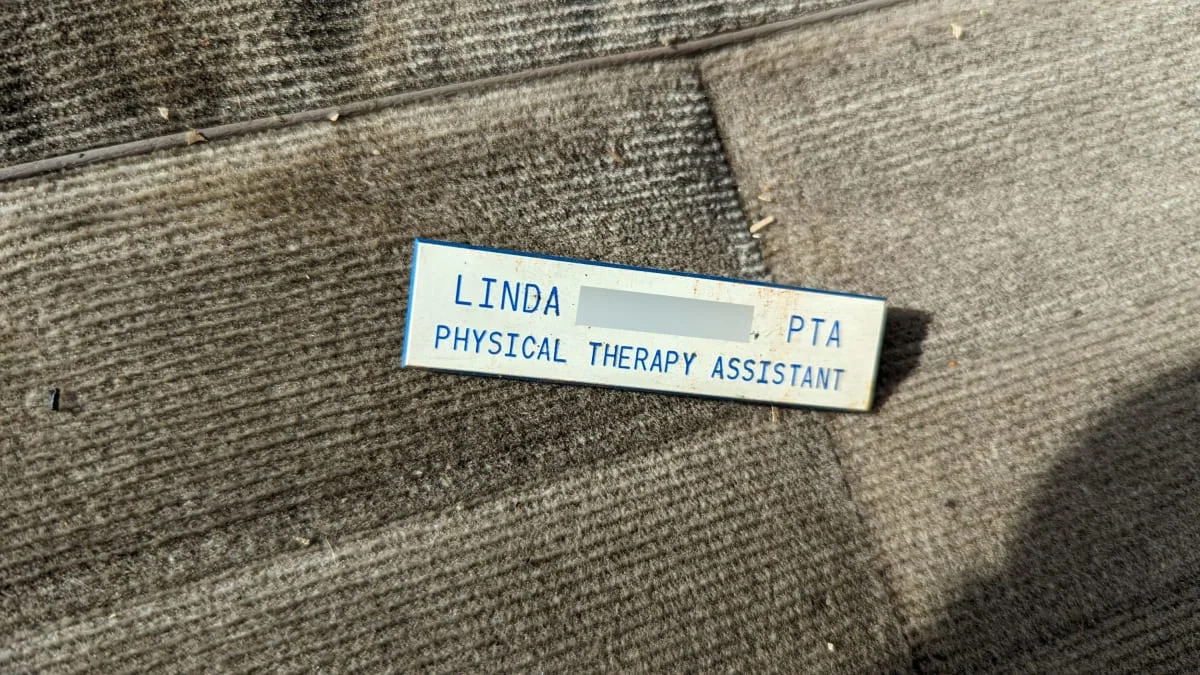 LINDA PTA
PHYSICAL THERAPY ASSISTANT